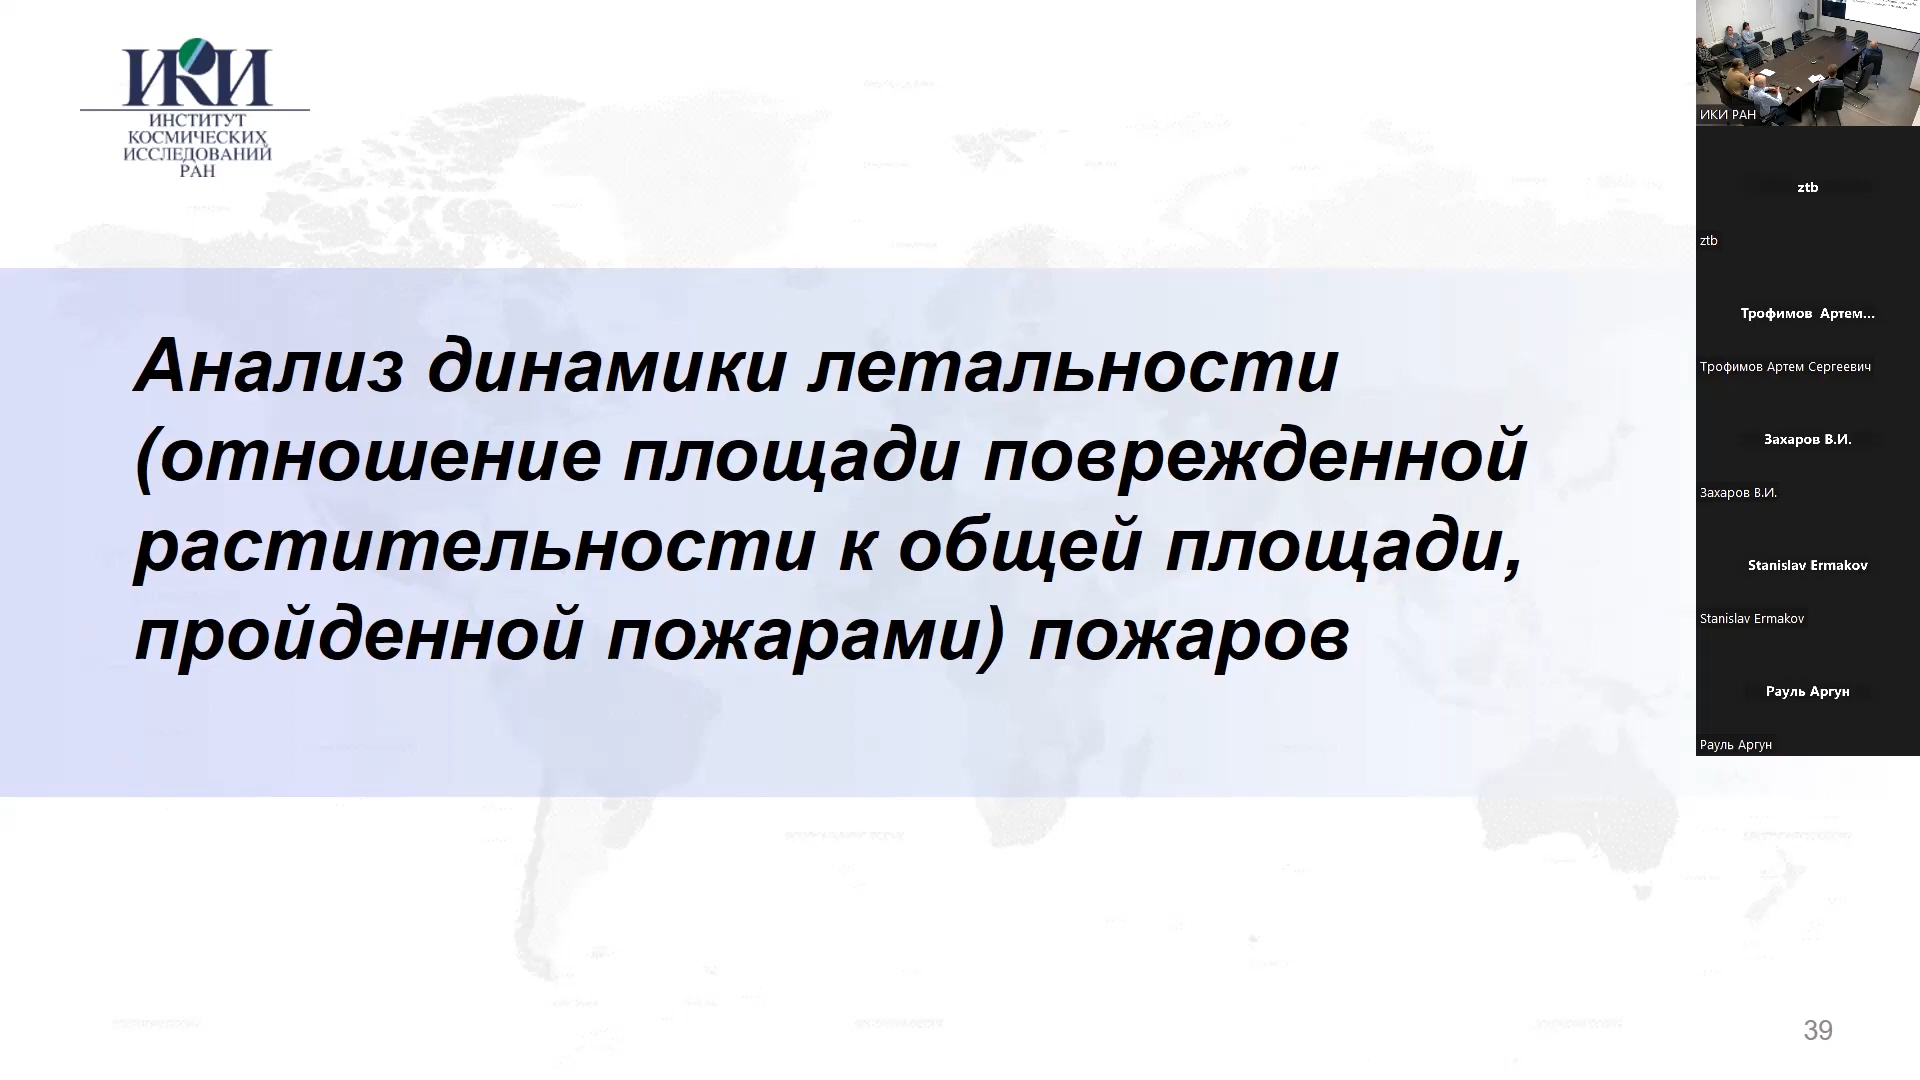 ИКИ
ИНСТИТУТ
КОСМИЧЕСКИХ
ИССЛЕДОВАНИЙ
РАН
Анализ динамики летальности
(отношение площади поврежденной
растительности к общей площади,
пройденной пожарами) пожаров
39
ИКИ РАН
ztb
ztb
Трофимов Артем...
Трофимов Артем Сергеевич
Захаров В.И.
Захаров В.И.
Stanislav Ermakov
Stanislav Ermakov
Рауль Аргун
Рауль Аргун